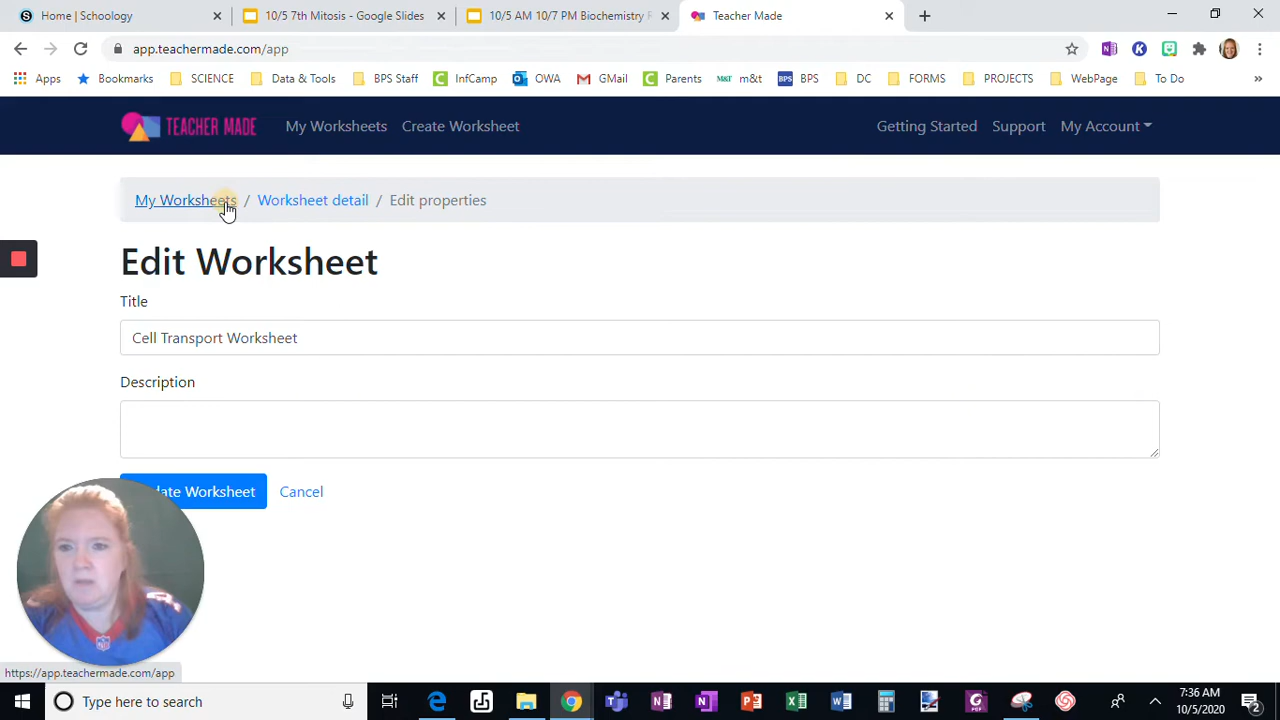 Home | Schoology
10/5 7th Mitosis - Google Slides
10/5 AM 10/7 PM Biochemistry
Teacher Made
app.teachermade.com/app
Apps
Bookmarks
SCIENCE
Data & Tools
BPS Staff
InfCamp
OWA
GMail
Parents
m&t
BPS
DC
FORMS
PROJECTS
WebPage
To Do
TEACHER MADE
My Worksheets
Create Worksheet
Getting Started
Support
My Account
My Worksheets / Worksheet detail / Edit properties
Edit Worksheet
Title
Cell Transport Worksheet
Description
ate Worksheet
Cancel
https://app.teachermade.com/app
Type here to search
7:36 AM
10/5/2020
2